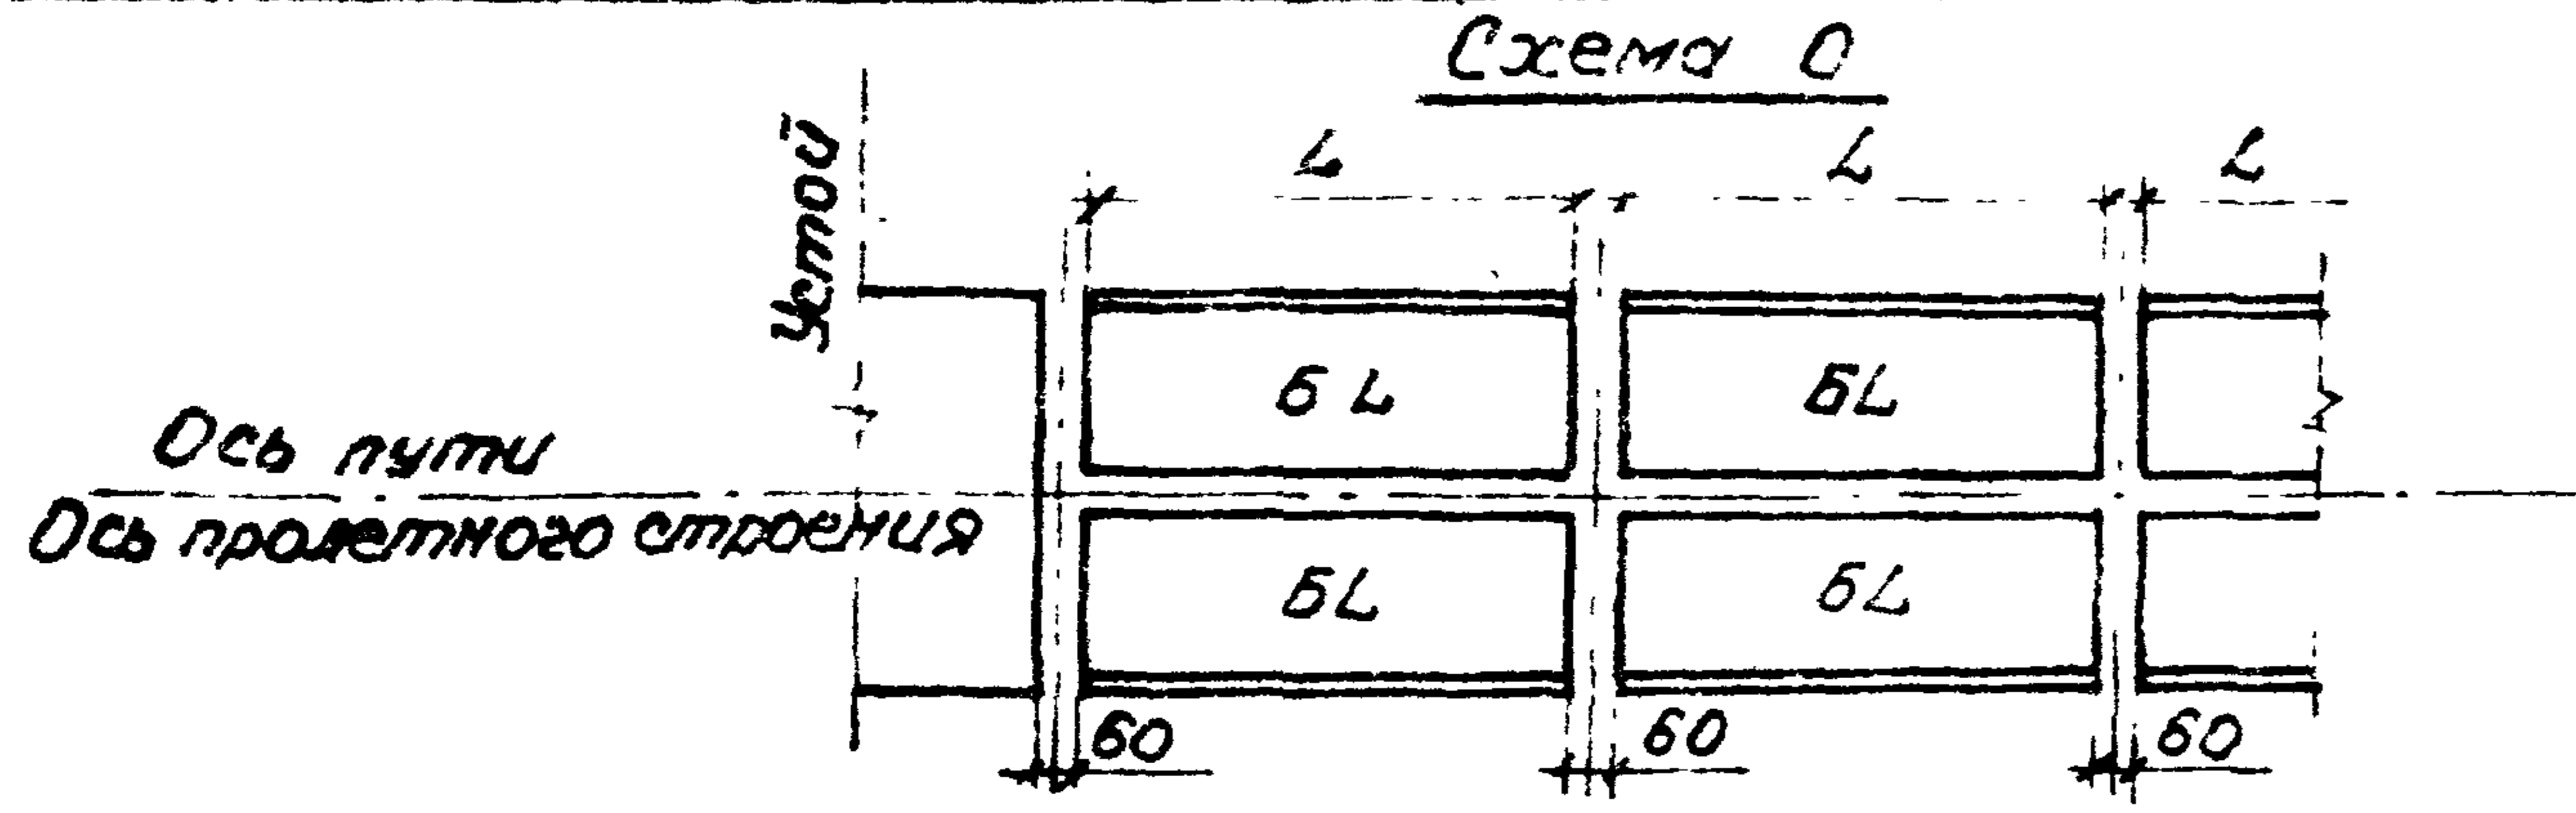 Схема 0
L L L
Устой
БL БL
Ось пути
Ось пролетного строения
БL БL
60 60 60